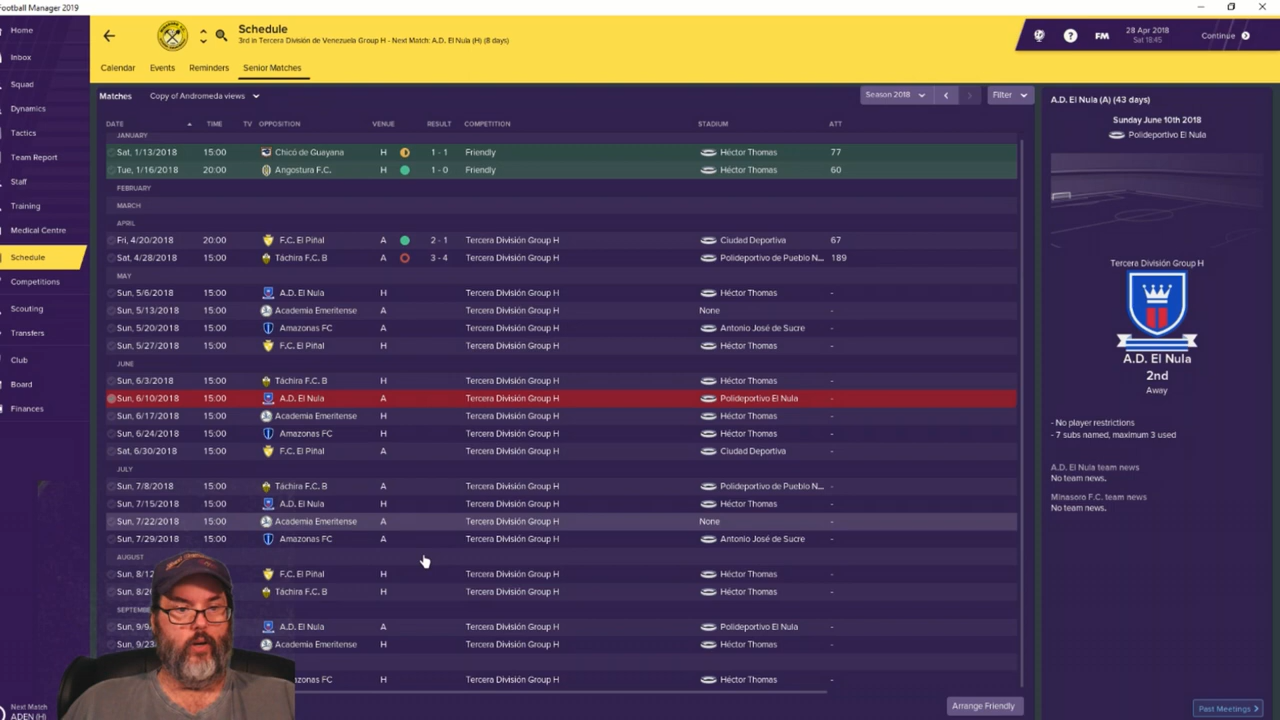 Football Manager 2019
Home
Inbox
Squad
Dynamics
Tactics
Team Report
Staff
Training
Medical Centre
Schedule
Competitions
Scouting
Transfers
Club
Board
Finances
Next Match
ADEN (H)
Schedule
3rd in Tercera División de Venezuela Group H - Next Match: A.D. El Nula (H) (8 days)
28 Apr 2018
Sat 18:45
FM
Continue
Calendar Events Reminders Senior Matches
Matches Copy of Andromeda views Season 2018 Filter
DATE TIME TV OPPOSITION VENUE RESULT COMPETITION STADIUM ATT
JANUARY
Sat, 1/13/2018 15:00 Chicó de Guayana H 1 - 1 Friendly Héctor Thomas 77
Tue, 1/16/2018 20:00 Angostura F.C. H 1 - 0 Friendly Héctor Thomas 60
FEBRUARY
MARCH
APRIL
Fri, 4/20/2018 20:00 F.C. El Piñal A 2 - 1 Tercera División Group H Ciudad Deportiva 67
Sat, 4/28/2018 15:00 Táchira F.C. B A 3 - 4 Tercera División Group H Polideportivo de Pueblo N... 189
MAY
Sun, 5/6/2018 15:00 A.D. El Nula H Tercera División Group H Héctor Thomas -
Sun, 5/13/2018 15:00 Academia Emeritense A Tercera División Group H None -
Sun, 5/20/2018 15:00 Amazonas FC A Tercera División Group H Antonio José de Sucre -
Sun, 5/27/2018 15:00 F.C. El Piñal H Tercera División Group H Héctor Thomas -
JUNE
Sun, 6/3/2018 15:00 Táchira F.C. B H Tercera División Group H Héctor Thomas -
Sun, 6/10/2018 15:00 A.D. El Nula A Tercera División Group H Polideportivo El Nula -
Sun, 6/17/2018 15:00 Academia Emeritense H Tercera División Group H Héctor Thomas -
Sun, 6/24/2018 15:00 Amazonas FC H Tercera División Group H Héctor Thomas -
Sat, 6/30/2018 15:00 F.C. El Piñal A Tercera División Group H Ciudad Deportiva -
JULY
Sun, 7/8/2018 15:00 Táchira F.C. B A Tercera División Group H Polideportivo de Pueblo N... -
Sun, 7/15/2018 15:00 A.D. El Nula H Tercera División Group H Héctor Thomas -
Sun, 7/22/2018 15:00 Academia Emeritense A Tercera División Group H None -
Sun, 7/29/2018 15:00 Amazonas FC A Tercera División Group H Antonio José de Sucre -
AUGUST
Sun, 8/12 F.C. El Piñal H Tercera División Group H Héctor Thomas -
Sun, 8/2 Táchira F.C. B H Tercera División Group H Héctor Thomas -
SEPTEMBE
Sun, 9/9 A.D. El Nula A Tercera División Group H Polideportivo El Nula -
Sun, 9/23 Academia Emeritense H Tercera División Group H Héctor Thomas -
azonas FC H Tercera División Group H Héctor Thomas -
Arrange Friendly
A.D. El Nula (A) (43 days)
Sunday June 10th 2018
Polideportivo El Nula
Tercera División Group H
A.D. El Nula
2nd
Away
- No player restrictions
- 7 subs named, maximum 3 used
A.D. El Nula team news
No team news.
Minasoro F.C. team news
No team news.
Past Meetings